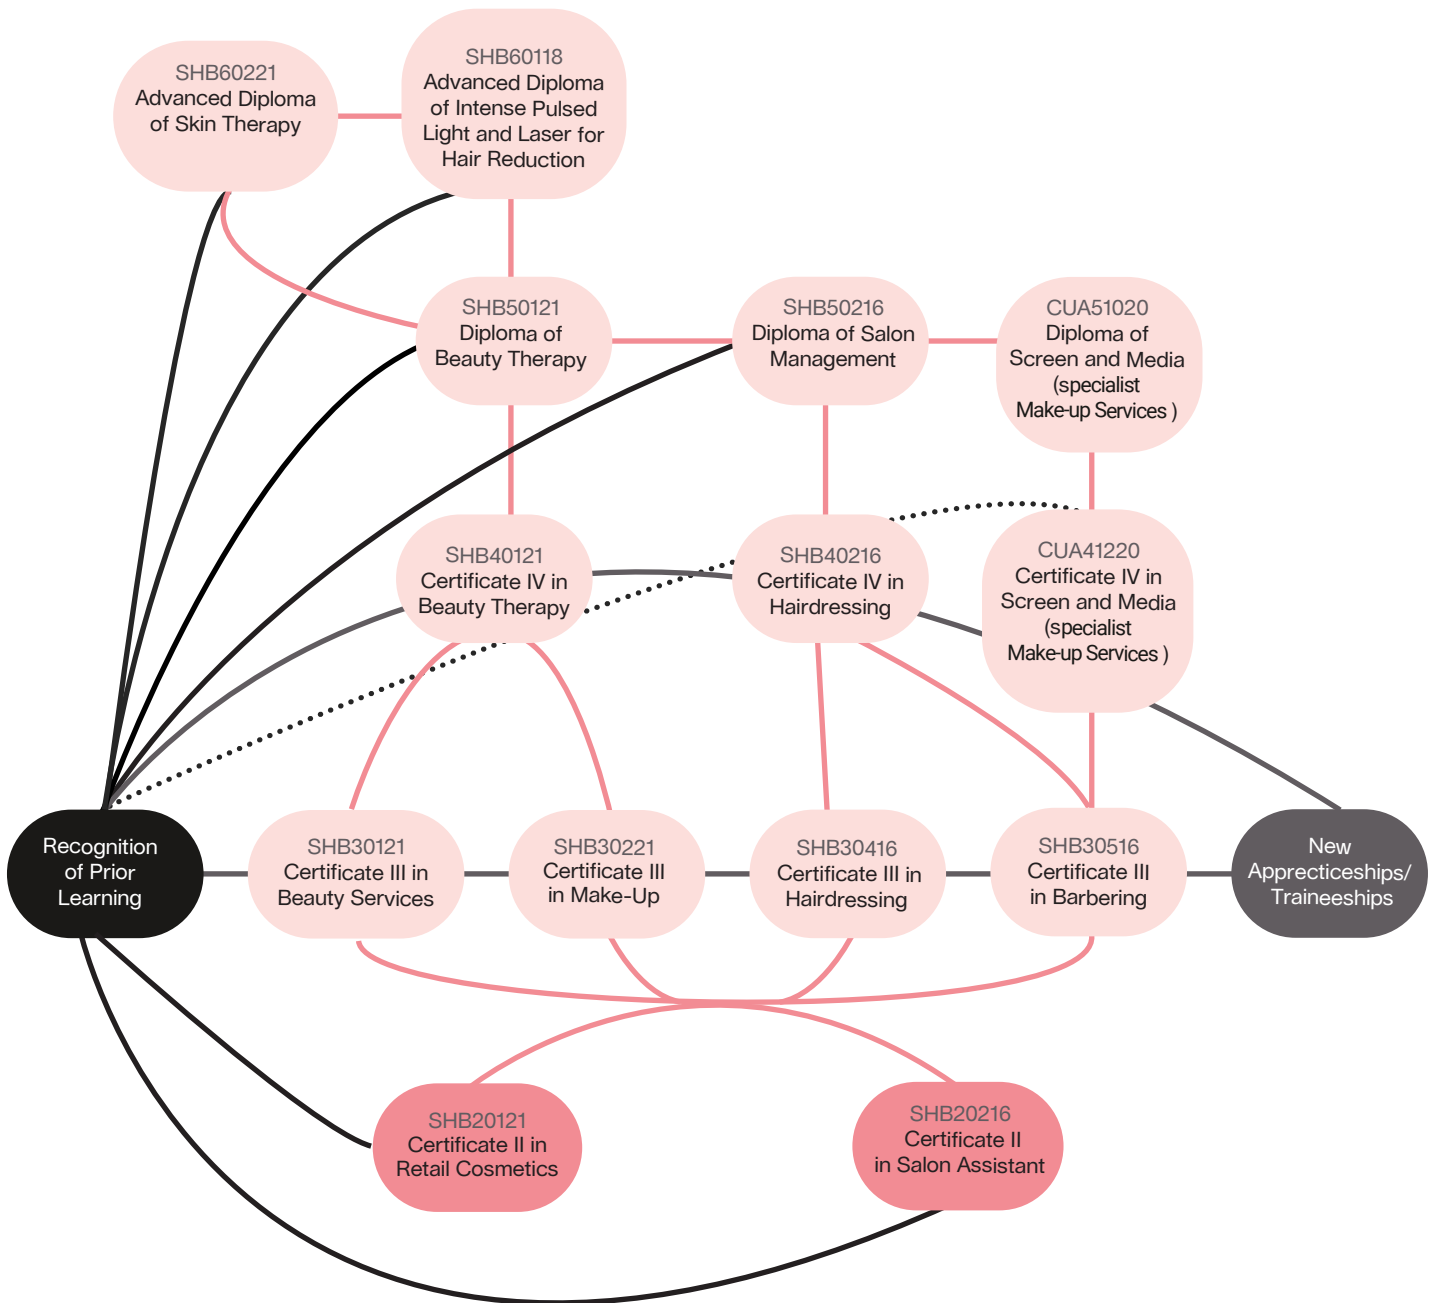 SHB60221
Advanced Diploma
of Skin Therapy
SHB60118
Advanced Diploma
of Intense Pulsed
Light and Laser for
Hair Reduction
SHB50121
Diploma of
Beauty Therapy
SHB50216
Diploma of Salon
Management
CUA51020
Diploma of
Screen and Media
(specialist
Make-up Services )
SHB40121
Certificate IV in
Beauty Therapy
SHB40216
Certificate IV in
Hairdressing
CUA41220
Certificate IV in
Screen and Media
(specialist
Make-up Services )
Recognition
of Prior
Learning
SHB30121
Certificate III in
Beauty Services
SHB30221
Certificate III
in Make-Up
SHB30416
Certificate III in
Hairdressing
SHB30516
Certificate III
in Barbering
New
Apprecticeships/
Traineeships
SHB20121
Certificate II in
Retail Cosmetics
SHB20216
Certificate II
in Salon Assistant